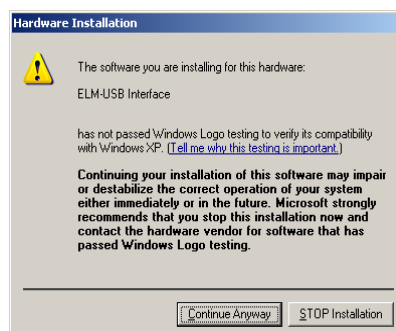 Hardware Installation
The software you are installing for this hardware:
ELM-USB Interface
has not passed Windows Logo testing to verify its compatibility
with Windows XP. (Tell me why this testing is important.)
Continuing your installation of this software may impair
or destabilize the correct operation of your system
either immediately or in the future. Microsoft strongly
recommends that you stop this installation now and
contact the hardware vendor for software that has
passed Windows Logo testing.
Continue Anyway
STOP Installation